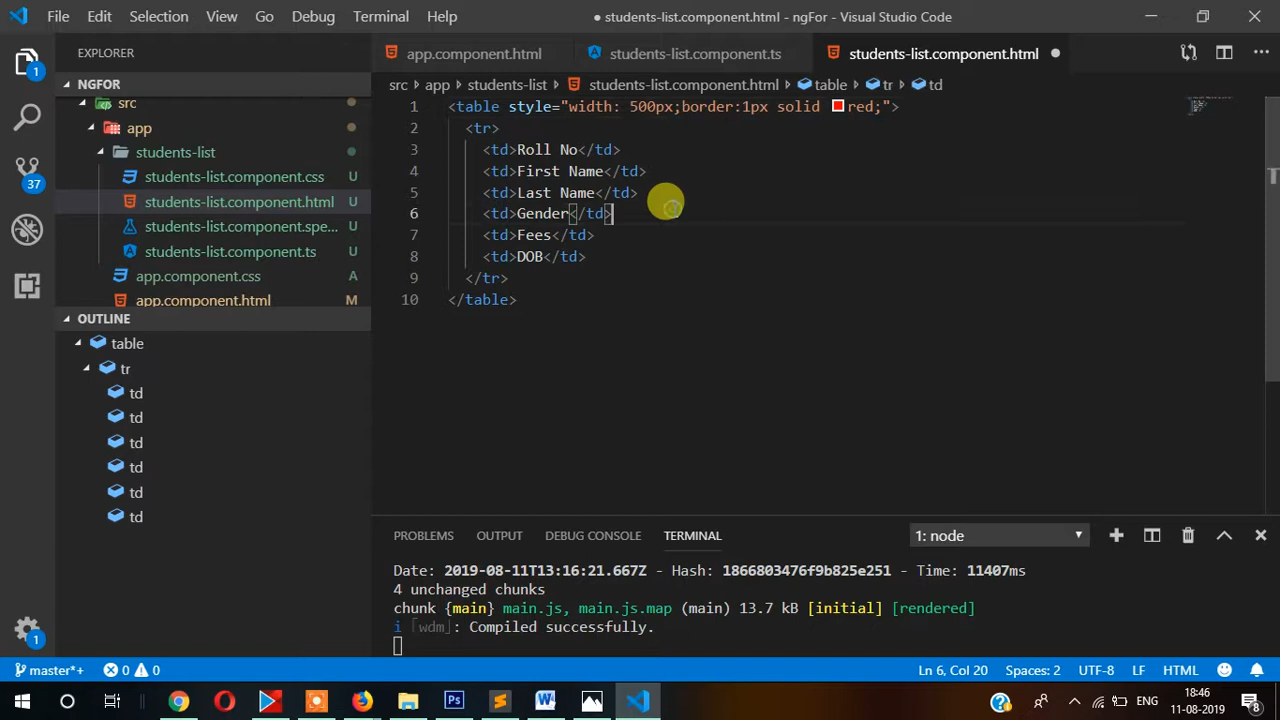 File Edit Selection View Go Debug Terminal Help
● students-list.component.html - ngFor - Visual Studio Code
EXPLORER
app.component.html
students-list.component.ts
students-list.component.html
NGFOR
src > app > students-list > students-list.component.html > table > tr > td
src
app
students-list
students-list.component.css U
students-list.component.html U
students-list.component.spe... U
students-list.component.ts U
app.component.css
app.component.html M
1 <table style="width: 500px;border:1px solid red;">
2 <tr>
3 <td>Roll No</td>
4 <td>First Name</td>
5 <td>Last Name</td>
6 <td>Gender</td>
7 <td>Fees</td>
8 <td>DOB</td>
9 </tr>
10 </table>
OUTLINE
table
tr
td
td
td
td
td
td
PROBLEMS OUTPUT DEBUG CONSOLE TERMINAL
1: node
Date: 2019-08-11T13:16:21.667Z - Hash: 1866803476f9b825e251 - Time: 11407ms
4 unchanged chunks
chunk {main} main.js, main.js.map (main) 13.7 kB [initial] [rendered]
i ｢wdm｣: Compiled successfully.
1
37
1
master*+ 0 0
Ln 6, Col 20 Spaces: 2 UTF-8 LF HTML
ENG
18:46
11-08-2019
8